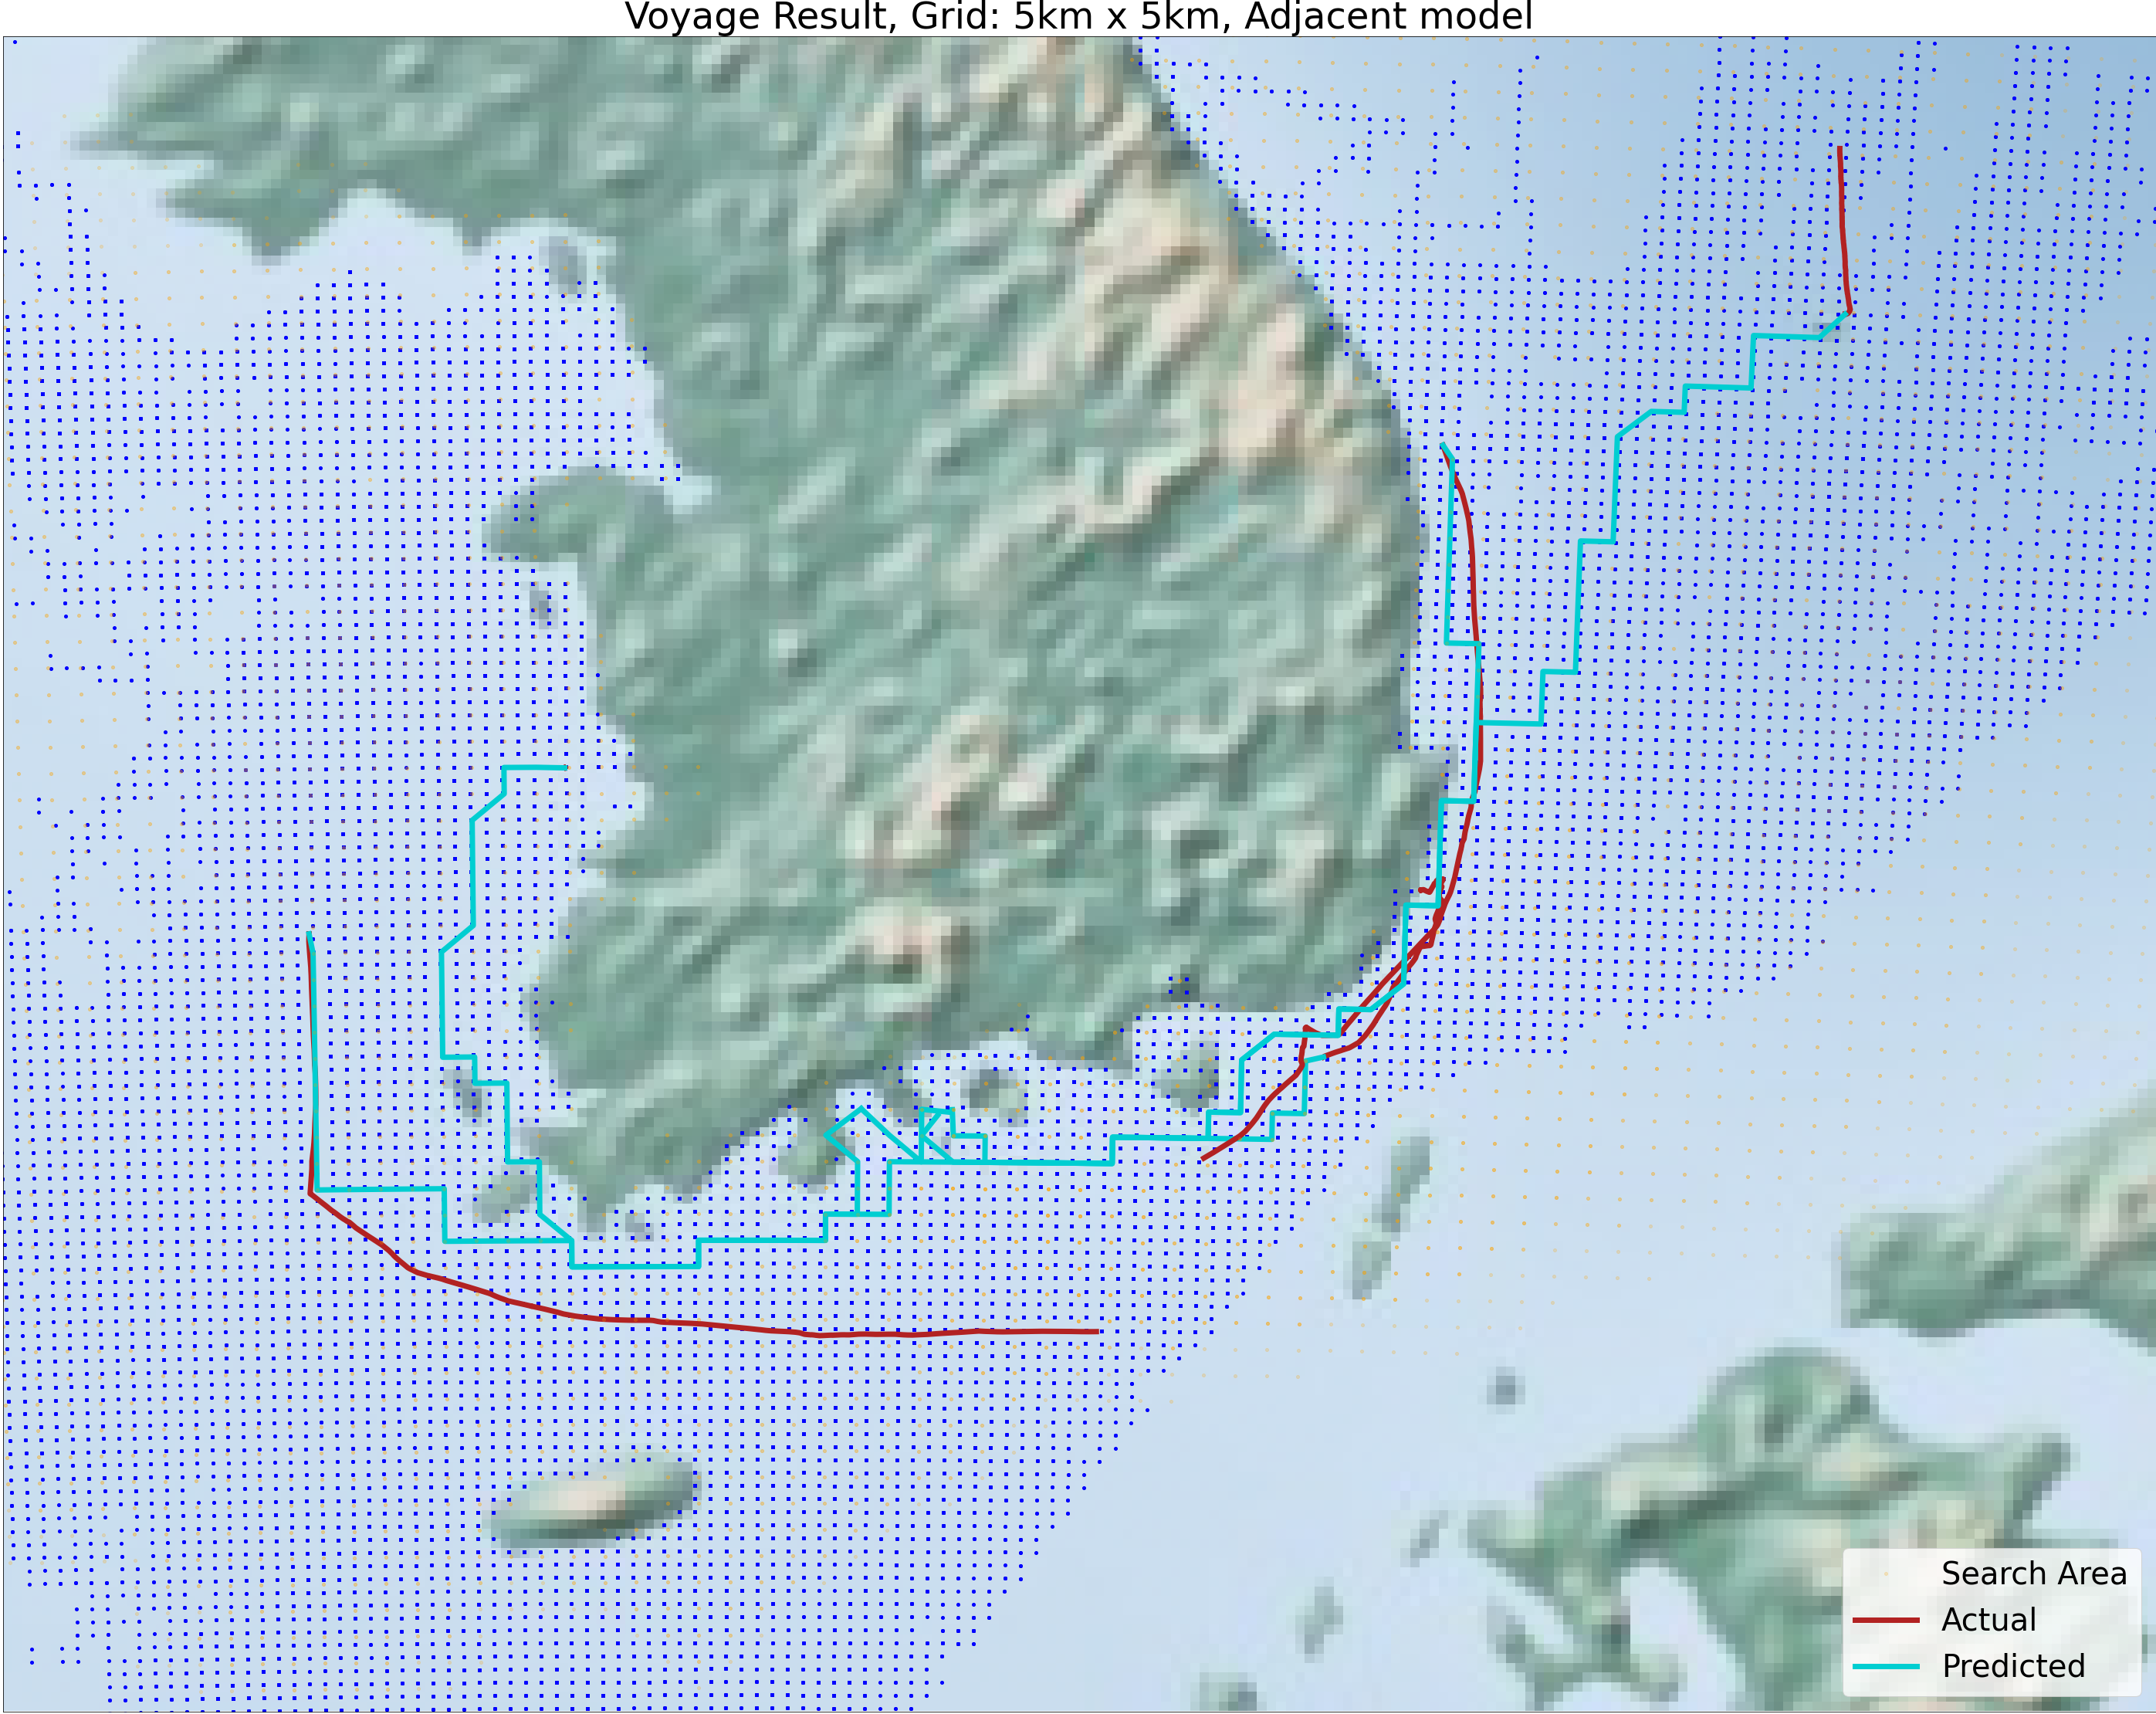 Voyage Result, Grid: 5km x 5km, Adjacent model
Search Area
Actual
Predicted